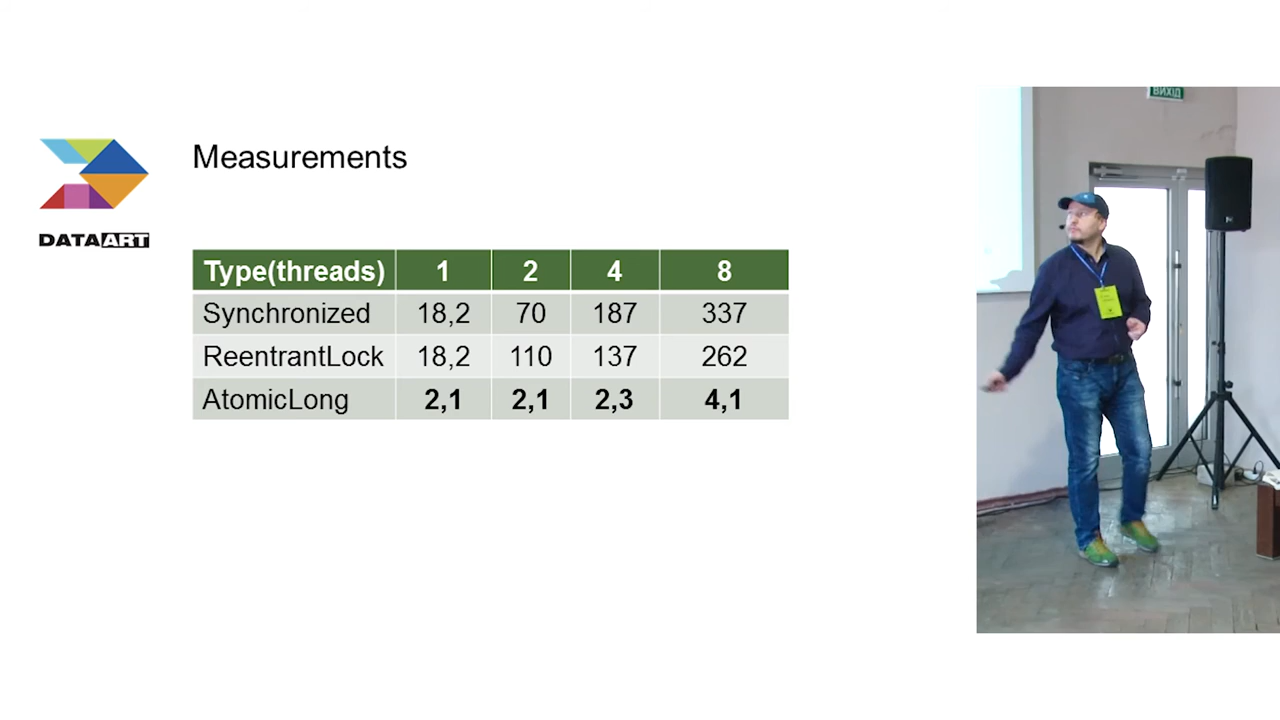 Measurements
DATAART
Type(threads) 1 2 4 8
Synchronized 18,2 70 187 337
ReentrantLock 18,2 110 137 262
AtomicLong 2,1 2,1 2,3 4,1
ВИХІД